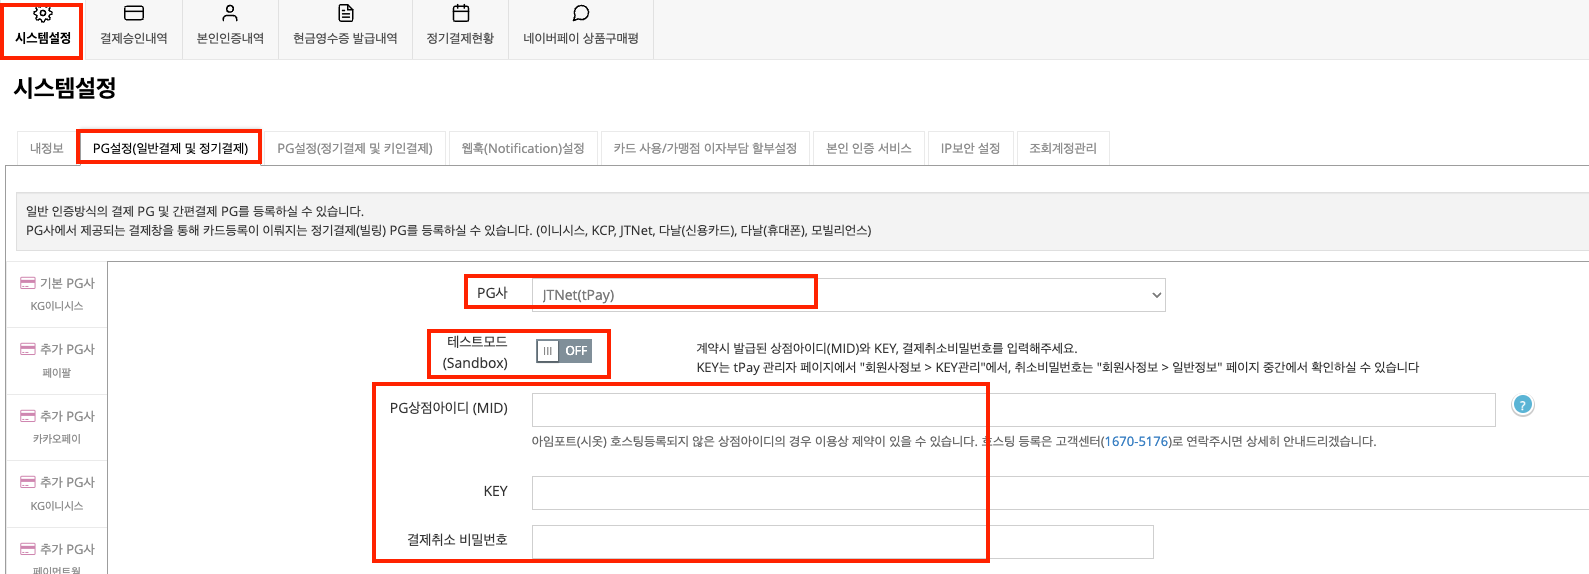 시스템설정
결제승인내역
본인인증내역
현금영수증 발급내역
정기결제현황
네이버페이 상품구매평
시스템설정
내정보
PG설정(일반결제 및 정기결제)
PG설정(정기결제 및 키인결제)
웹훅(Notification)설정
카드 사용/가맹점 이자부담 할부설정
본인 인증 서비스
IP보안 설정
조회계정관리
일반 인증방식의 결제 PG 및 간편결제 PG를 등록하실 수 있습니다.
PG사에서 제공되는 결제창을 통해 카드등록이 이뤄지는 정기결제(빌링) PG를 등록하실 수 있습니다. (이니시스, KCP, JTNet, 다날(신용카드), 다날(휴대폰), 모빌리언스)
기본 PG사
KG이니시스
추가 PG사
페이팔
추가 PG사
카카오페이
추가 PG사
KG이니시스
추가 PG사
페이먼트월
PG사
JTNet(tPay)
테스트모드
(Sandbox)
OFF
계약시 발급된 상점아이디(MID)와 KEY, 결제취소비밀번호를 입력해주세요.
KEY는 tPay 관리자 페이지에서 "회원사정보 > KEY관리"에서, 취소비밀번호는 "회원사정보 > 일반정보" 페이지 중간에서 확인하실 수 있습니다
PG상점아이디 (MID)
?
아임포트(시옷) 호스팅등록되지 않은 상점아이디의 경우 이용상 제약이 있을 수 있습니다. 호스팅 등록은 고객센터(1670-5176)로 연락주시면 상세히 안내드리겠습니다.
KEY
결제취소 비밀번호